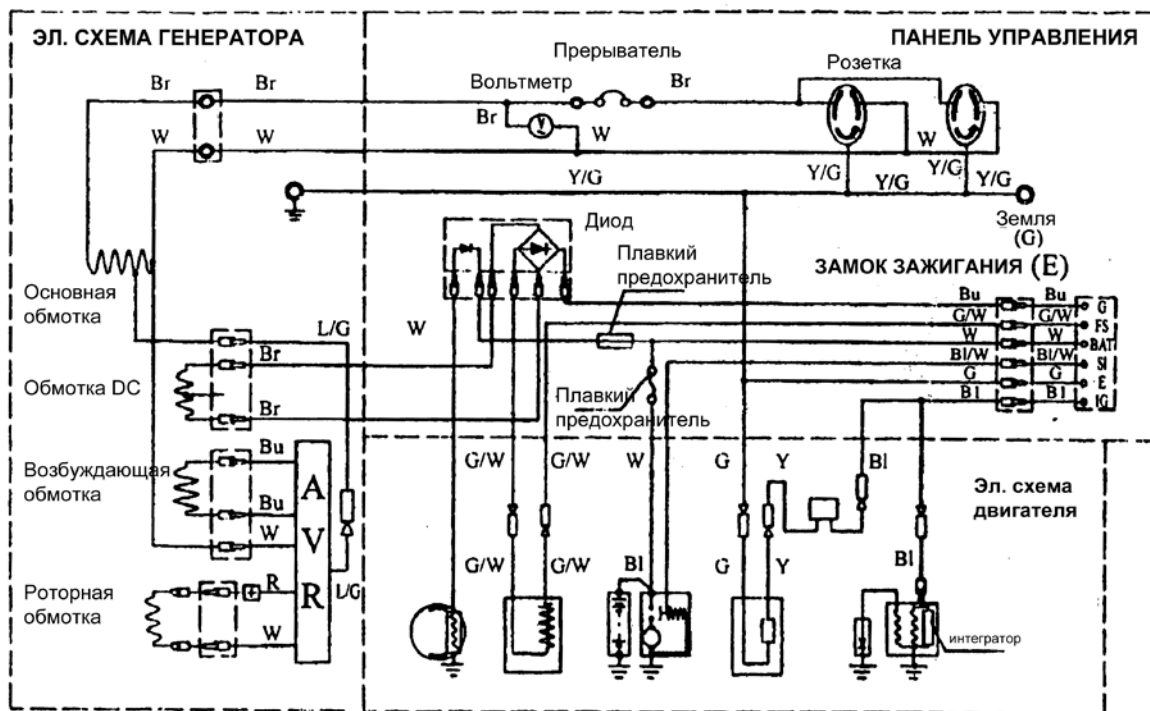 ЭЛ. СХЕМА ГЕНЕРАТОРА
ПАНЕЛЬ УПРАВЛЕНИЯ
Прерыватель
Вольтметр
Розетка
Br
Br
Br
Br
V
W
W
W
W
Y/G
Y/G
Y/G
Y/G
Y/G
Земля
(G)
Диод
Плавкий
предохранитель
ЗАМОК ЗАЖИГАНИЯ (E)
Основная
обмотка
L/G
W
Bu
Bu
G
G/W
G/W
FS
W
W
BAT
Bl/W
Bl/W
SI
G
G
E
Bl
Bl
IG
Br
Обмотка DC
Br
Плавкий
предохранитель
Возбуждающая
обмотка
Bu
Bu
W
AVR
L/G
Роторная
обмотка
R
W
G/W
G/W
W
G
Y
Bl
Эл. схема
двигателя
G/W
G/W
Bl
G
Y
Bl
интегратор